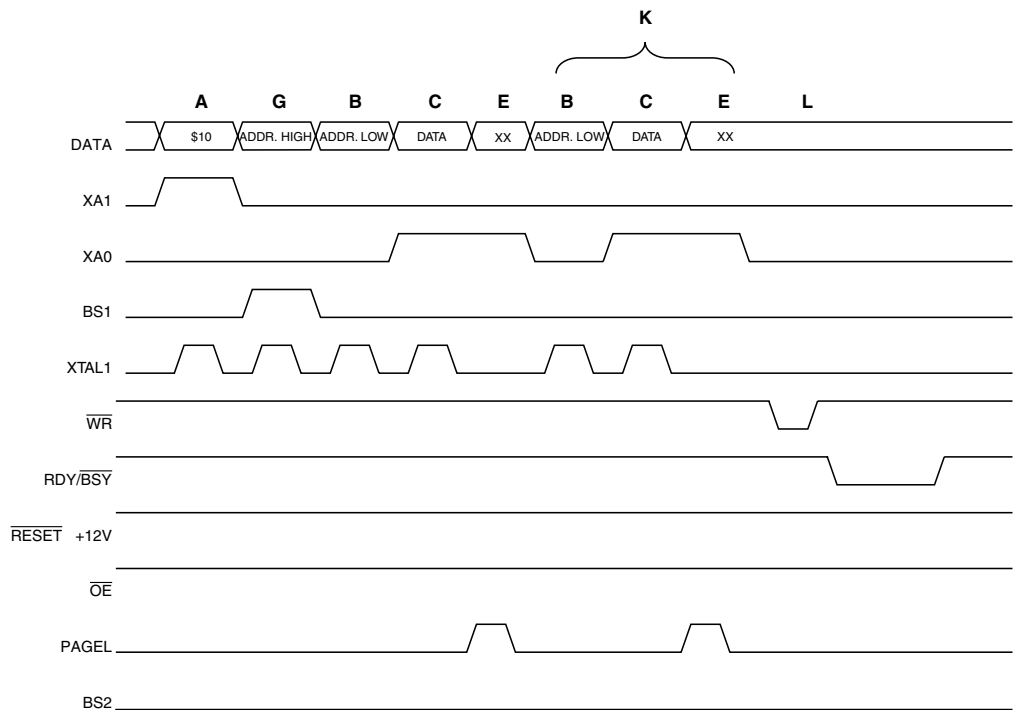 K
A G B C E B C E L
DATA $10 ADDR. HIGH ADDR. LOW DATA XX ADDR. LOW DATA XX
XA1
XA0
BS1
XTAL1
WR
RDY/BSY
RESET +12V
OE
PAGEL
BS2